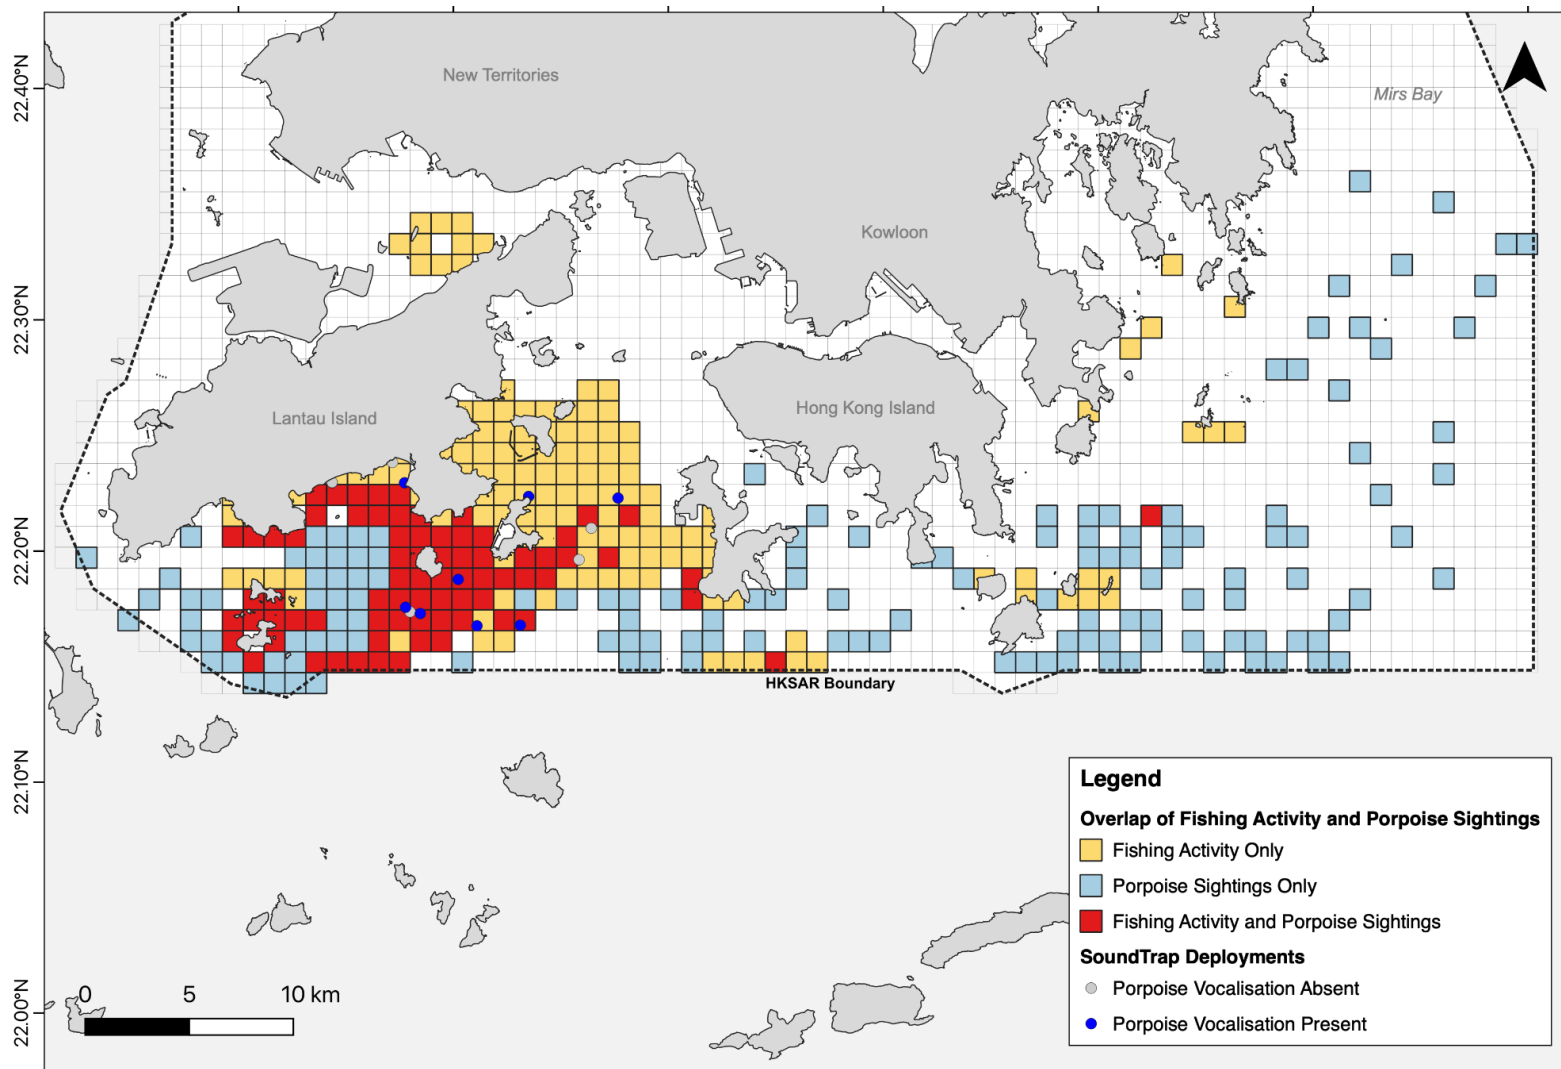 New Territories
Mirs Bay
22.40°N
Kowloon
22.30°N
Lantau Island
Hong Kong Island
22.20°N
HKSAR Boundary
22.10°N
22.00°N
0 5 10 km
Legend
Overlap of Fishing Activity and Porpoise Sightings
Fishing Activity Only
Porpoise Sightings Only
Fishing Activity and Porpoise Sightings
SoundTrap Deployments
Porpoise Vocalisation Absent
Porpoise Vocalisation Present